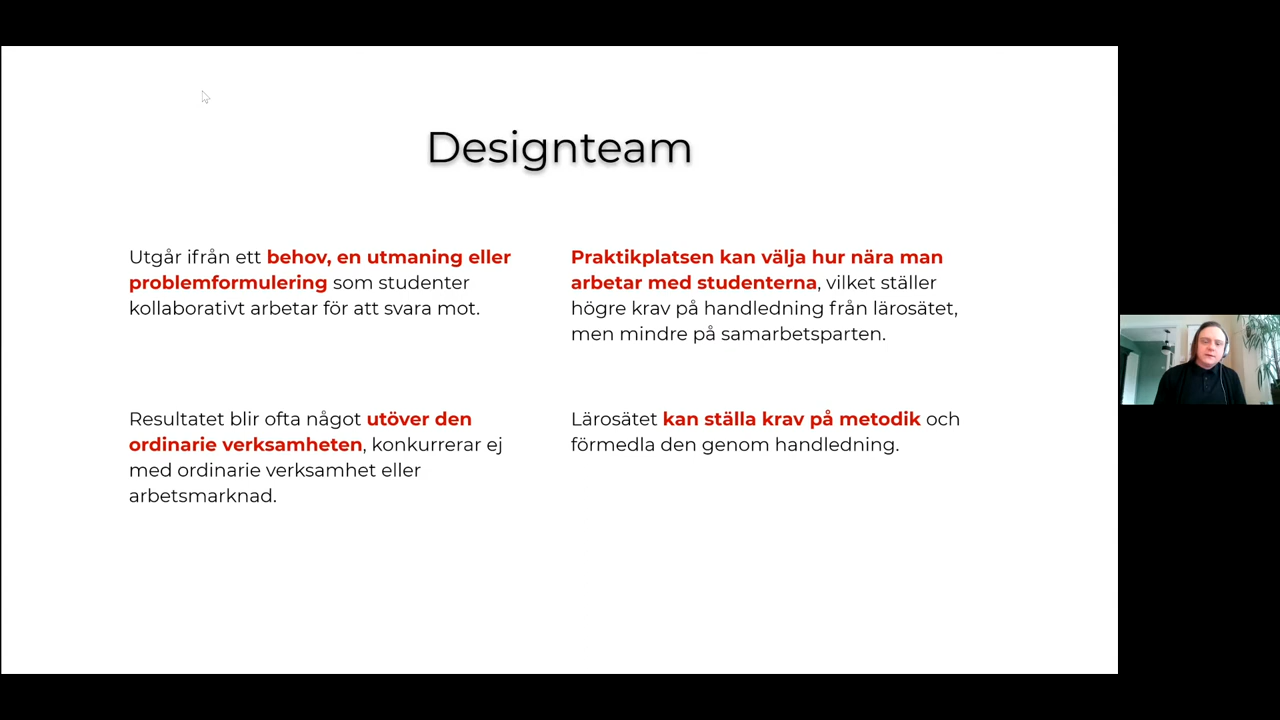 Designteam
Utgår ifrån ett behov, en utmaning eller
problemformulering som studenter
kollaborativt arbetar för att svara mot.
Praktikplatsen kan välja hur nära man
arbetar med studenterna, vilket ställer
högre krav på handledning från lärosätet,
men mindre på samarbetsparten.
Resultatet blir ofta något utöver den
ordinarie verksamheten, konkurrerar ej
med ordinarie verksamhet eller
arbetsmarknad.
Lärosätet kan ställa krav på metodik och
förmedla den genom handledning.